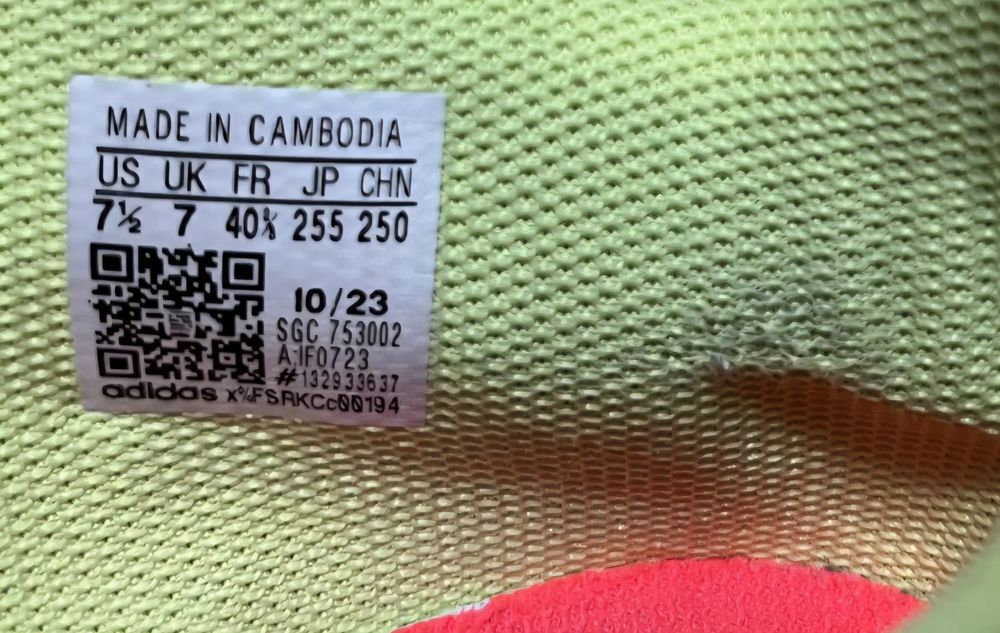 MADE IN CAMBODIA
US UK FR JP CHN
7½ 7 40⅔ 255 250
10/23
SGC 753002
A:IF0723
#132933637
adidas x%FSRKCc00194